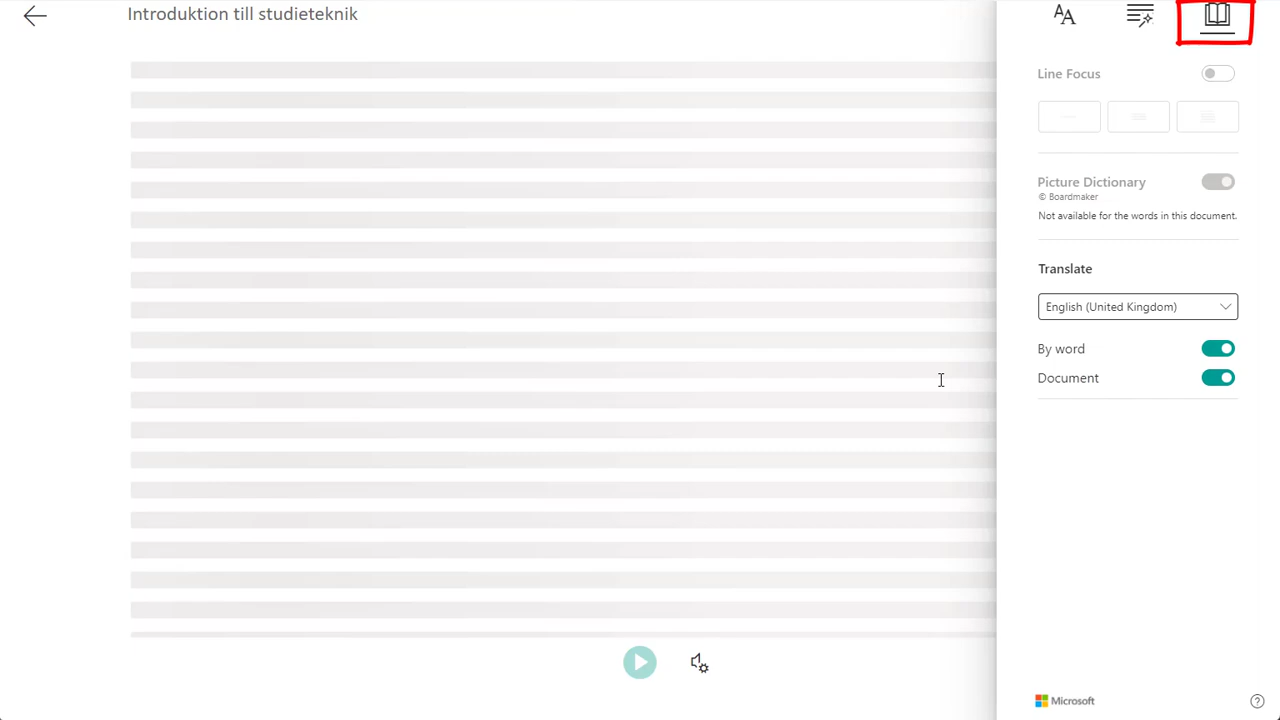 Introduktion till studieteknik
AA
Line Focus
Picture Dictionary
© Boardmaker
Not available for the words in this document.
Translate
English (United Kingdom)
By word
Document
Microsoft
?